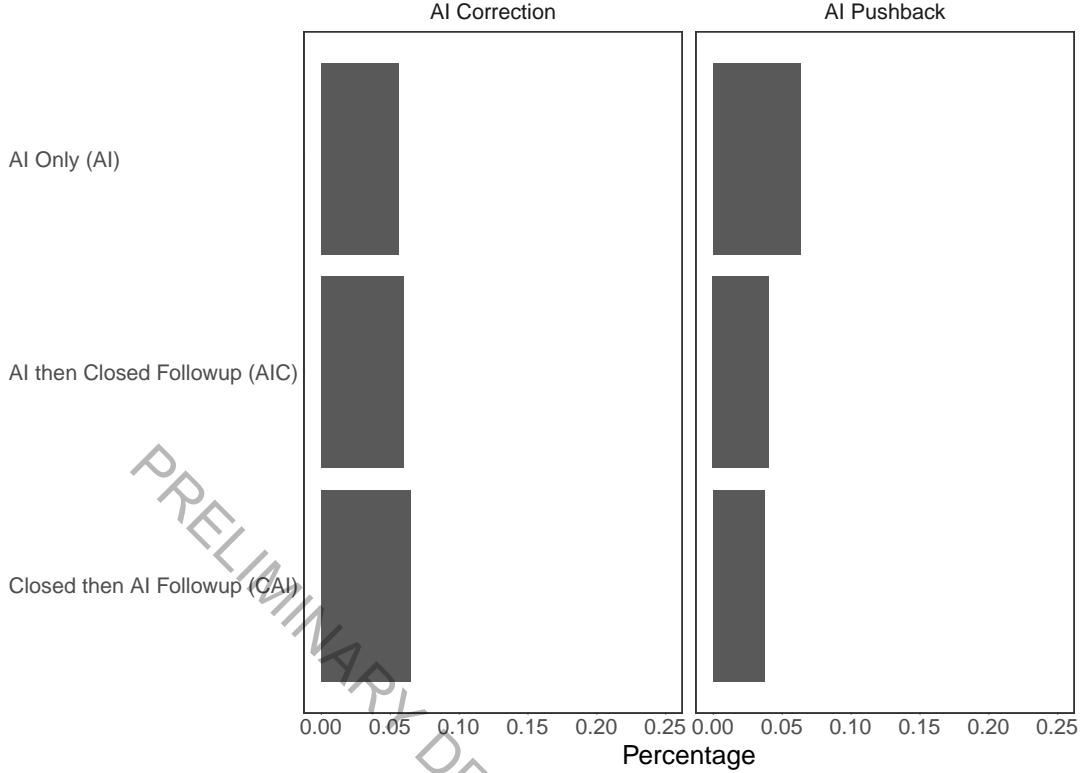 AI Correction
AI Pushback
AI Only (AI)
AI then Closed Followup (AIC)
Closed then AI Followup (CAI)
0.00 0.05 0.10 0.15 0.20 0.25
0.00 0.05 0.10 0.15 0.20 0.25
Percentage
PRELIMINARY